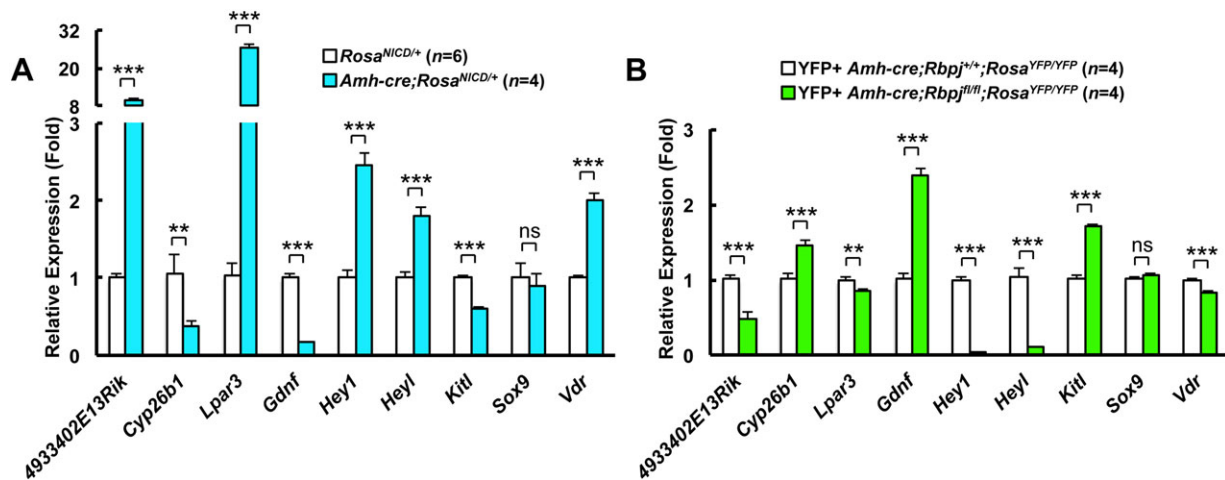 A
Relative Expression (Fold)
32
20
8
3
2
1
0
Rosa^NICD/+ (n=6)
Amh-cre;Rosa^NICD/+ (n=4)
***
**
***
***
***
***
***
ns
***
4933402E13Rik
Cyp26b1
Lpar3
Gdnf
Hey1
Heyl
Kitl
Sox9
Vdr
B
Relative Expression (Fold)
3
2
1
0
YFP+ Amh-cre;Rbpj^+/+;Rosa^YFP/YFP (n=4)
YFP+ Amh-cre;Rbpj^fl/fl;Rosa^YFP/YFP (n=4)
***
***
**
***
***
***
***
ns
***
4933402E13Rik
Cyp26b1
Lpar3
Gdnf
Hey1
Heyl
Kitl
Sox9
Vdr